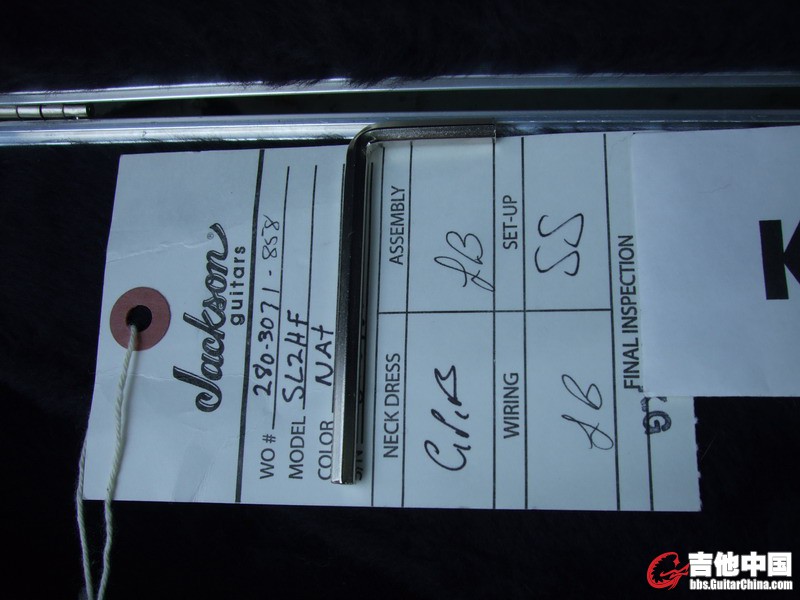 Jackson®
guitars
WO # 280-3071-858
MODEL SL2HF
COLOR NAT
S/N
NECK DRESS ASSEMBLY
WIRING SET-UP
SS
FINAL INSPECTION
K
吉他中国
bbs.GuitarChina.com